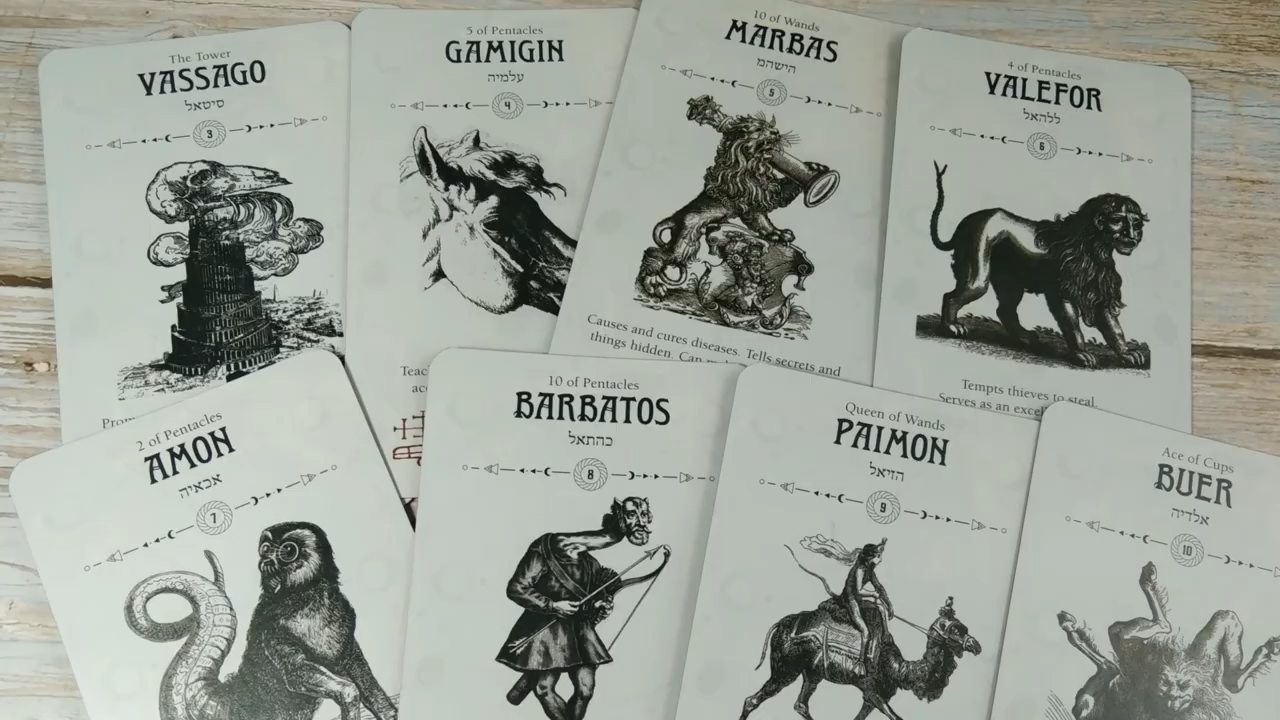 The Tower
VASSAGO
סיטאל
3
5 of Pentacles
GAMIGIN
עלמיה
4
10 of Wands
MARBAS
הישהמ
5
Causes and cures diseases. Tells secrets and
things hidden. Can
4 of Pentacles
VALEFOR
ללהאל
6
Tempts thieves to steal.
Serves as an
2 of Pentacles
AMON
אכאיה
7
10 of Pentacles
BARBATOS
כהתאל
8
Queen of Wands
PAIMON
הזיאל
9
Ace of Cups
BUER
אלדיה
10